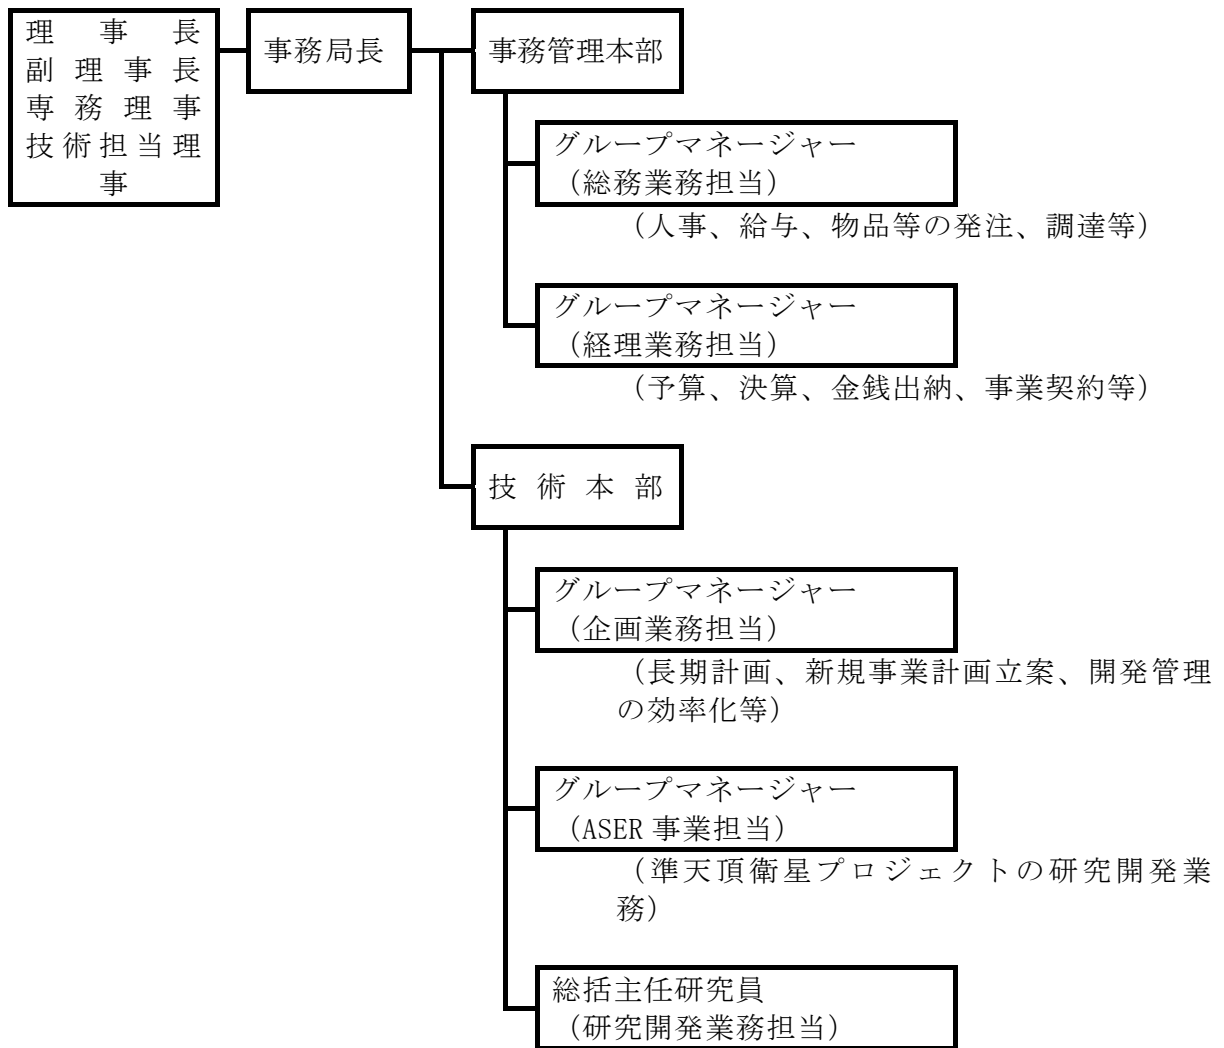 理事長
副理事長
専務理事
技術担当理
事
事務局長
事務管理本部
グループマネージャー
（総務業務担当）
（人事、給与、物品等の発注、調達等）
グループマネージャー
（経理業務担当）
（予算、決算、金銭出納、事業契約等）
技術本部
グループマネージャー
（企画業務担当）
（長期計画、新規事業計画立案、開発管理
の効率化等）
グループマネージャー
（ASER 事業担当）
（準天頂衛星プロジェクトの研究開発業
務）
総括主任研究員
（研究開発業務担当）